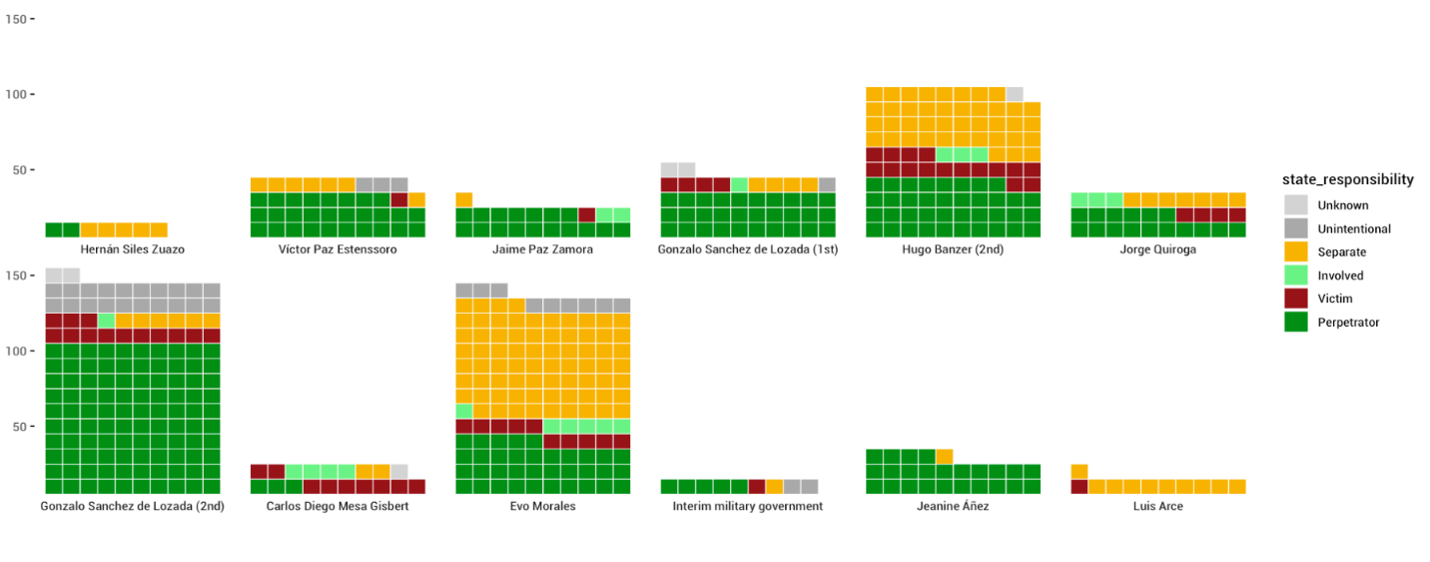 150
100
50
Hernán Siles Zuazo
Víctor Paz Estenssoro
Jaime Paz Zamora
Gonzalo Sanchez de Lozada (1st)
Hugo Banzer (2nd)
Jorge Quiroga
150
100
50
Gonzalo Sanchez de Lozada (2nd)
Carlos Diego Mesa Gisbert
Evo Morales
Interim military government
Jeanine Áñez
Luis Arce
state_responsibility
Unknown
Unintentional
Separate
Involved
Victim
Perpetrator